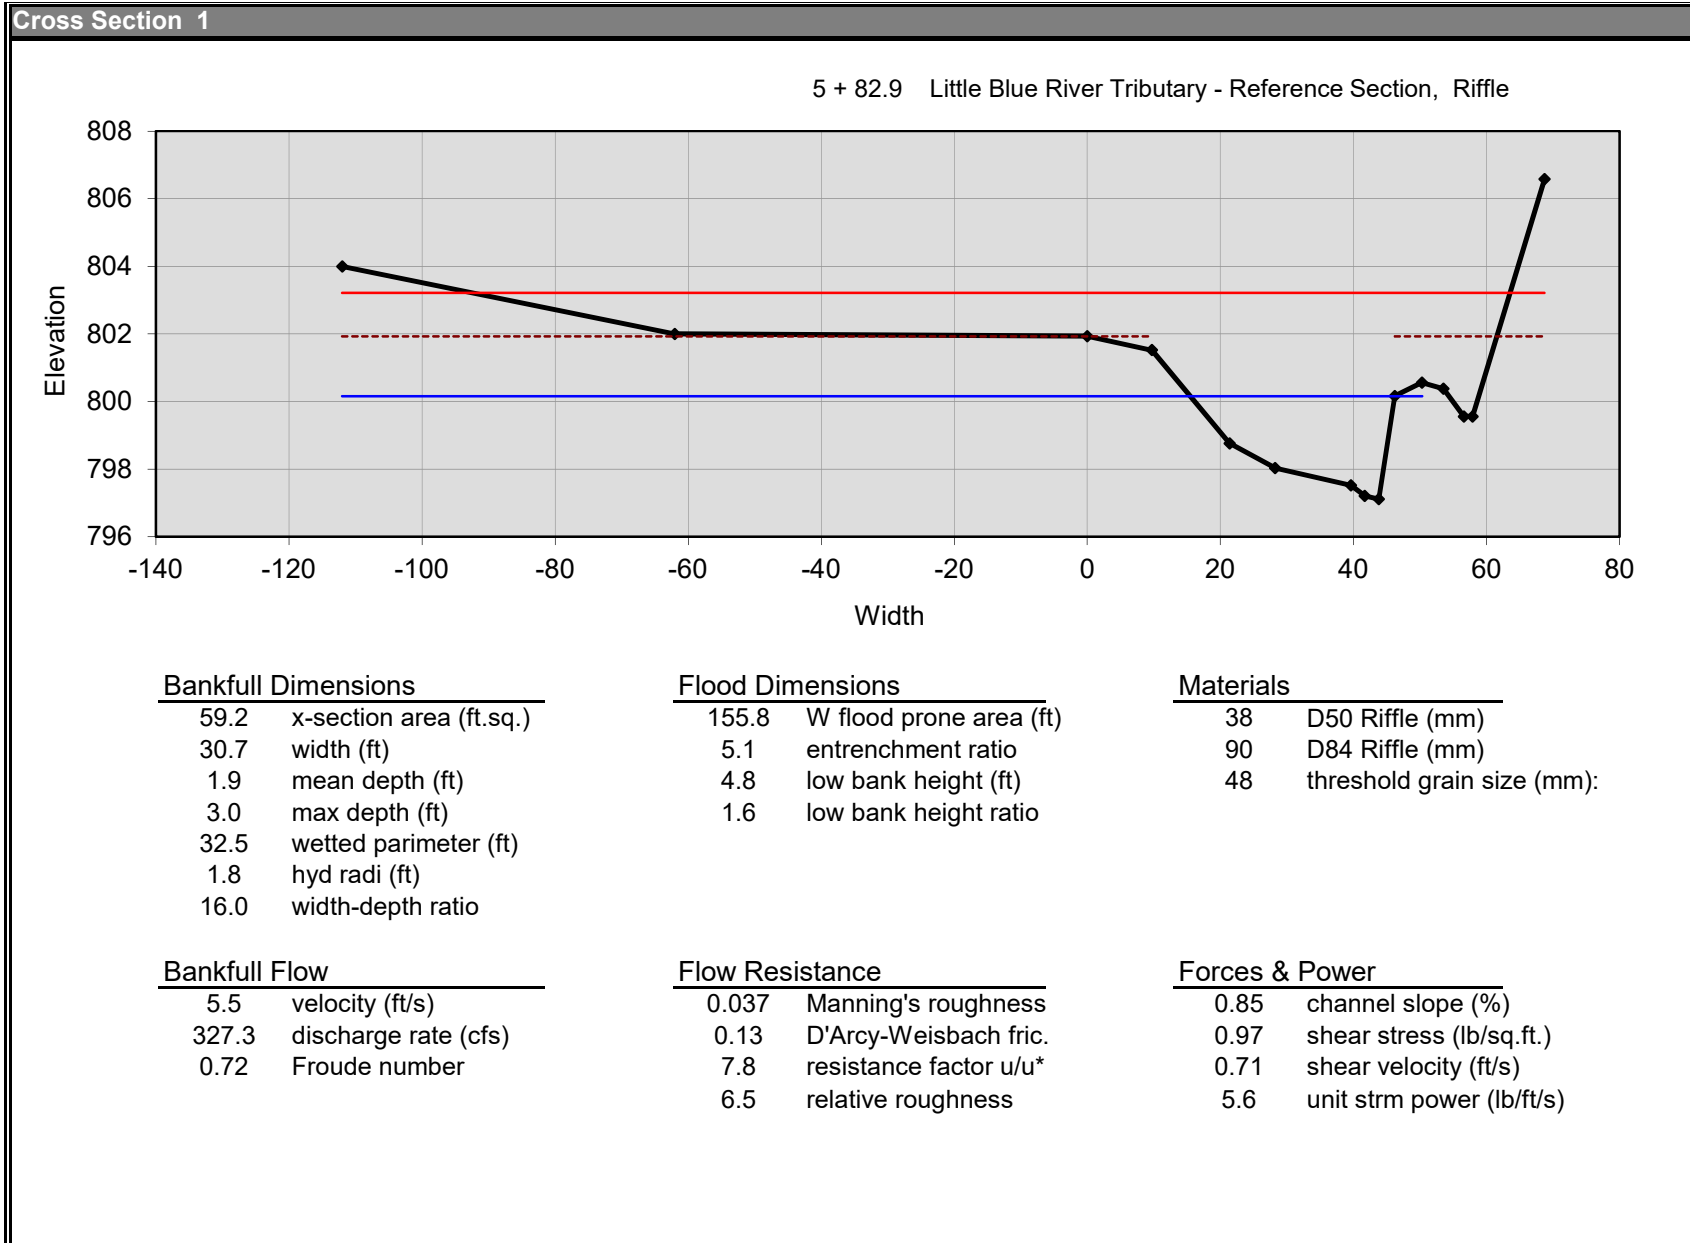 Cross Section 1
5 + 82.9 Little Blue River Tributary - Reference Section, Riffle
808
806
804
802
800
798
796
Elevation
-140 -120 -100 -80 -60 -40 -20 0 20 40 60 80
Width
Bankfull Dimensions
59.2 x-section area (ft.sq.)
30.7 width (ft)
1.9 mean depth (ft)
3.0 max depth (ft)
32.5 wetted parimeter (ft)
1.8 hyd radi (ft)
16.0 width-depth ratio
Flood Dimensions
155.8 W flood prone area (ft)
5.1 entrenchment ratio
4.8 low bank height (ft)
1.6 low bank height ratio
Materials
38 D50 Riffle (mm)
90 D84 Riffle (mm)
48 threshold grain size (mm):
Bankfull Flow
5.5 velocity (ft/s)
327.3 discharge rate (cfs)
0.72 Froude number
Flow Resistance
0.037 Manning's roughness
0.13 D'Arcy-Weisbach fric.
7.8 resistance factor u/u*
6.5 relative roughness
Forces & Power
0.85 channel slope (%)
0.97 shear stress (lb/sq.ft.)
0.71 shear velocity (ft/s)
5.6 unit strm power (lb/ft/s)